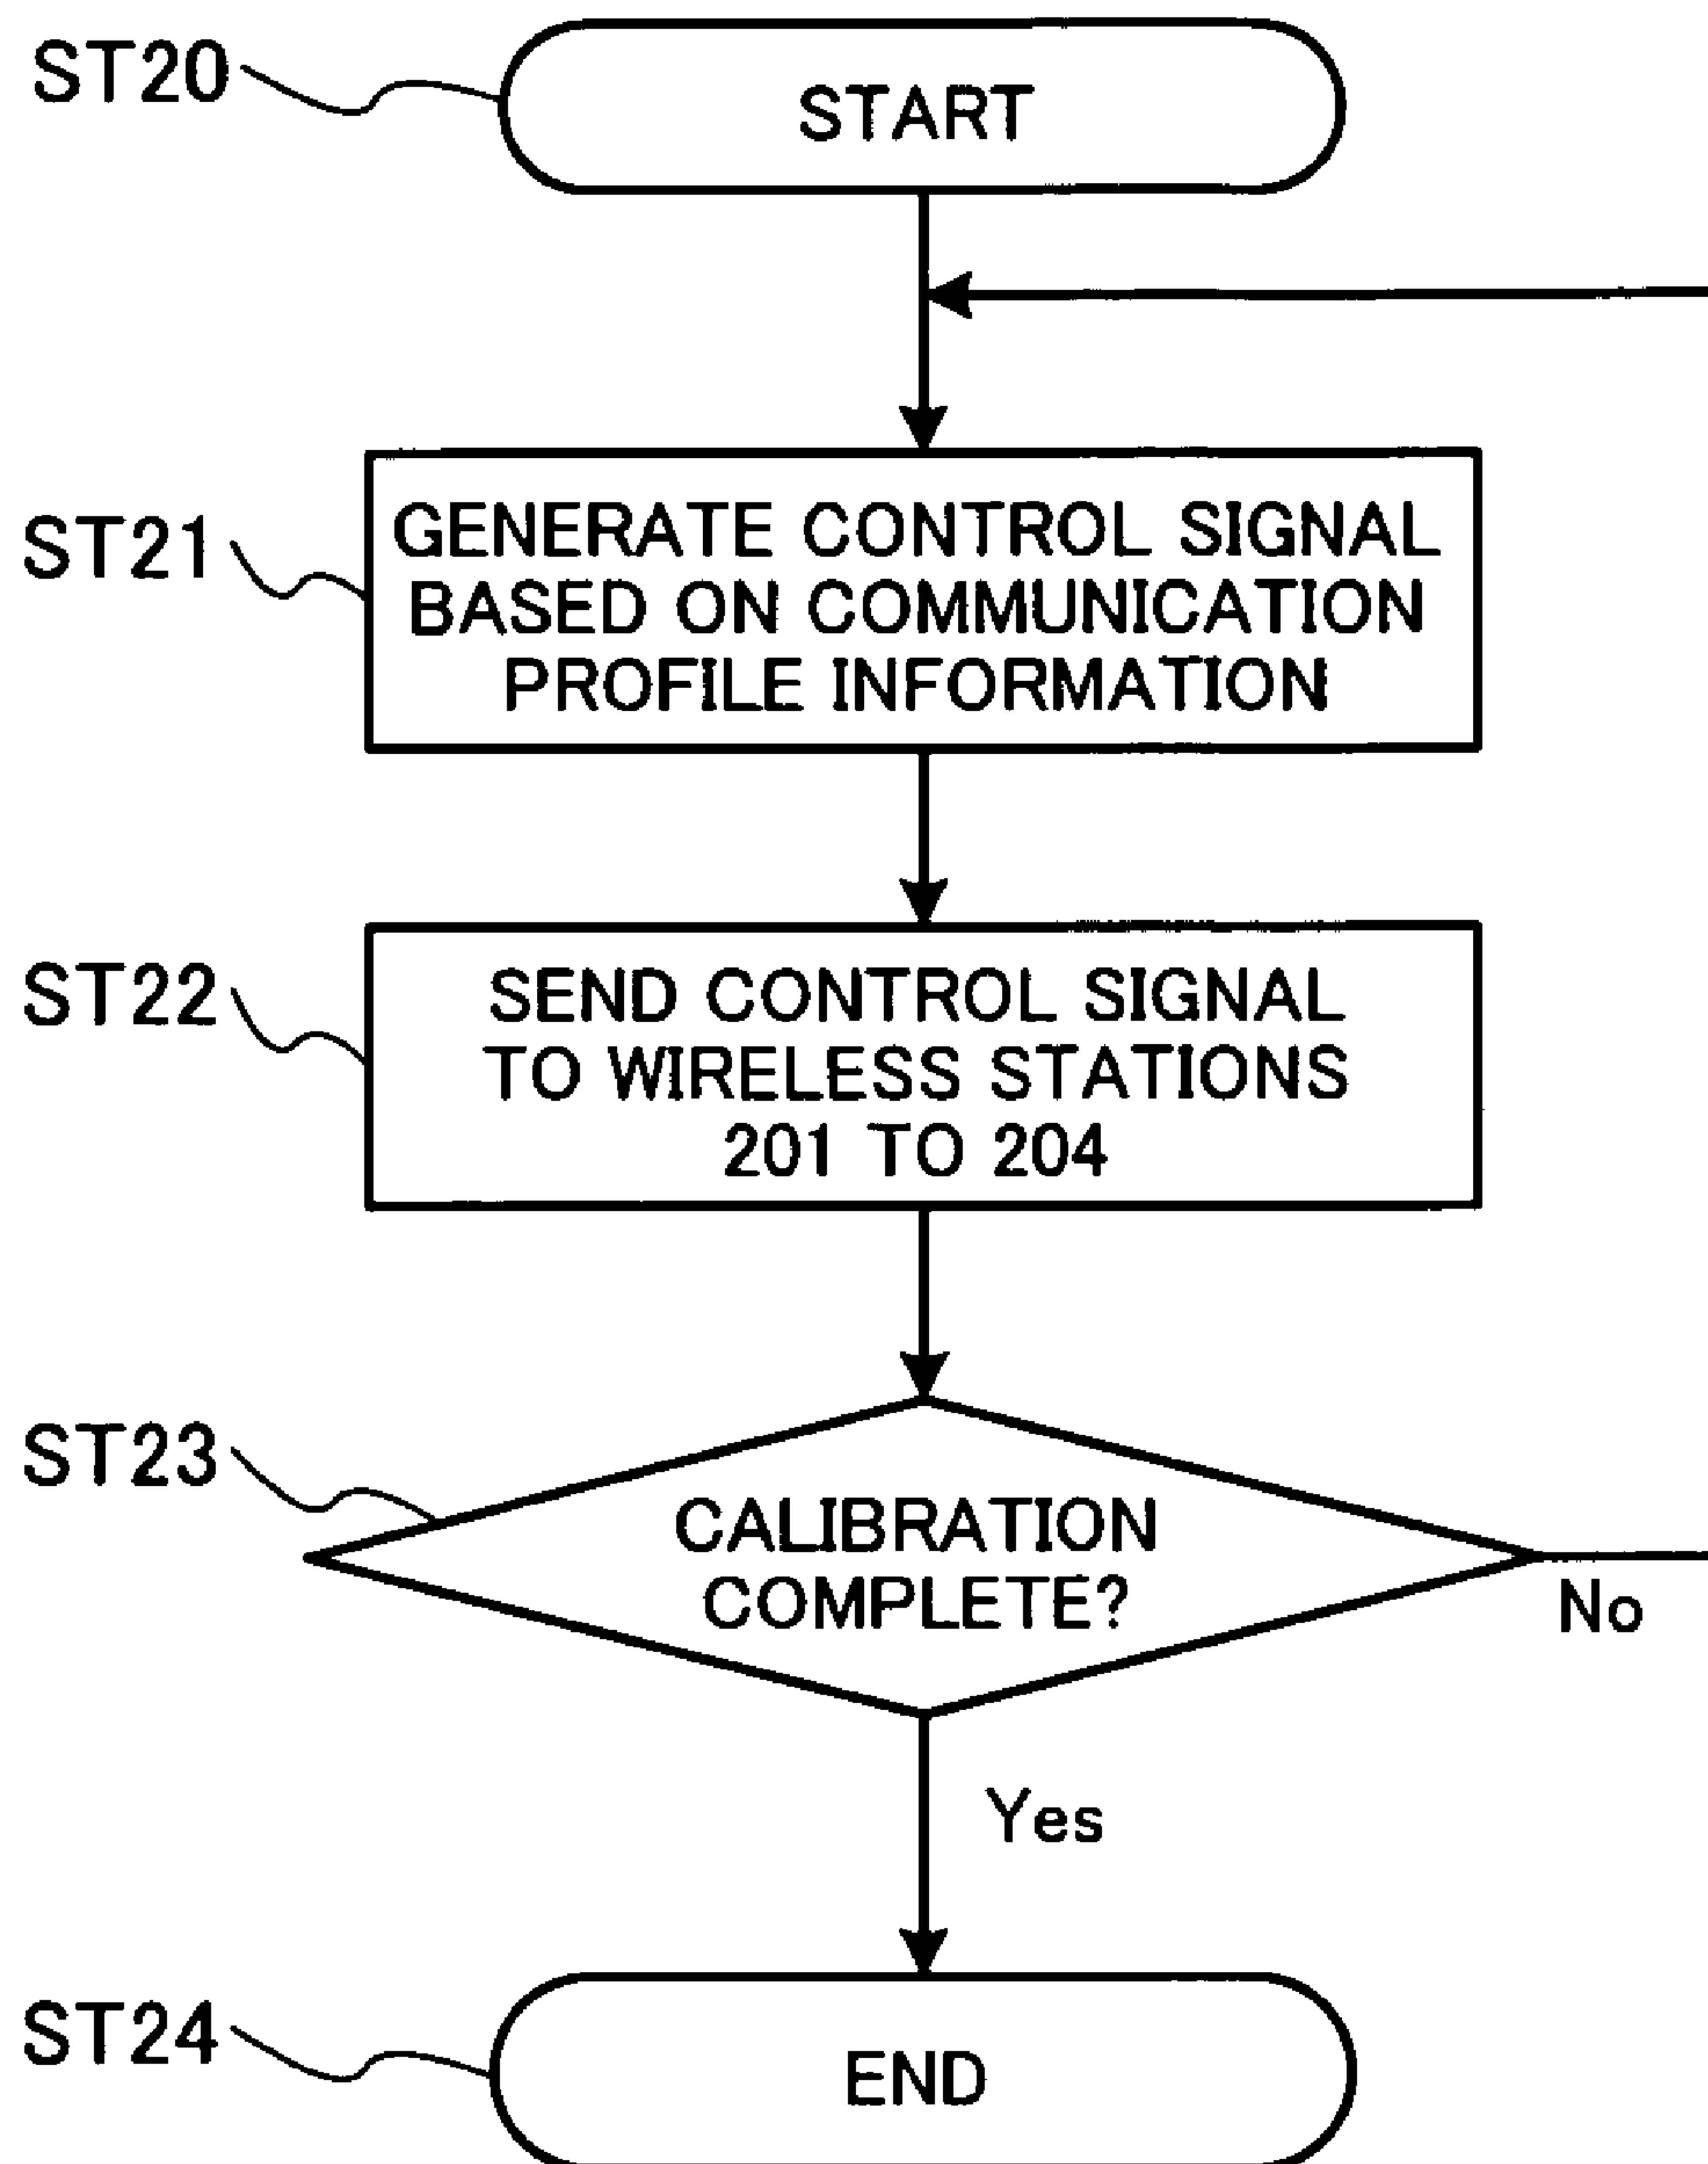 ST20
START
ST21
GENERATE CONTROL SIGNAL
BASED ON COMMUNICATION
PROFILE INFORMATION
ST22
SEND CONTROL SIGNAL
TO WIRELESS STATIONS
201 TO 204
ST23
CALIBRATION
COMPLETE?
No
Yes
ST24
END